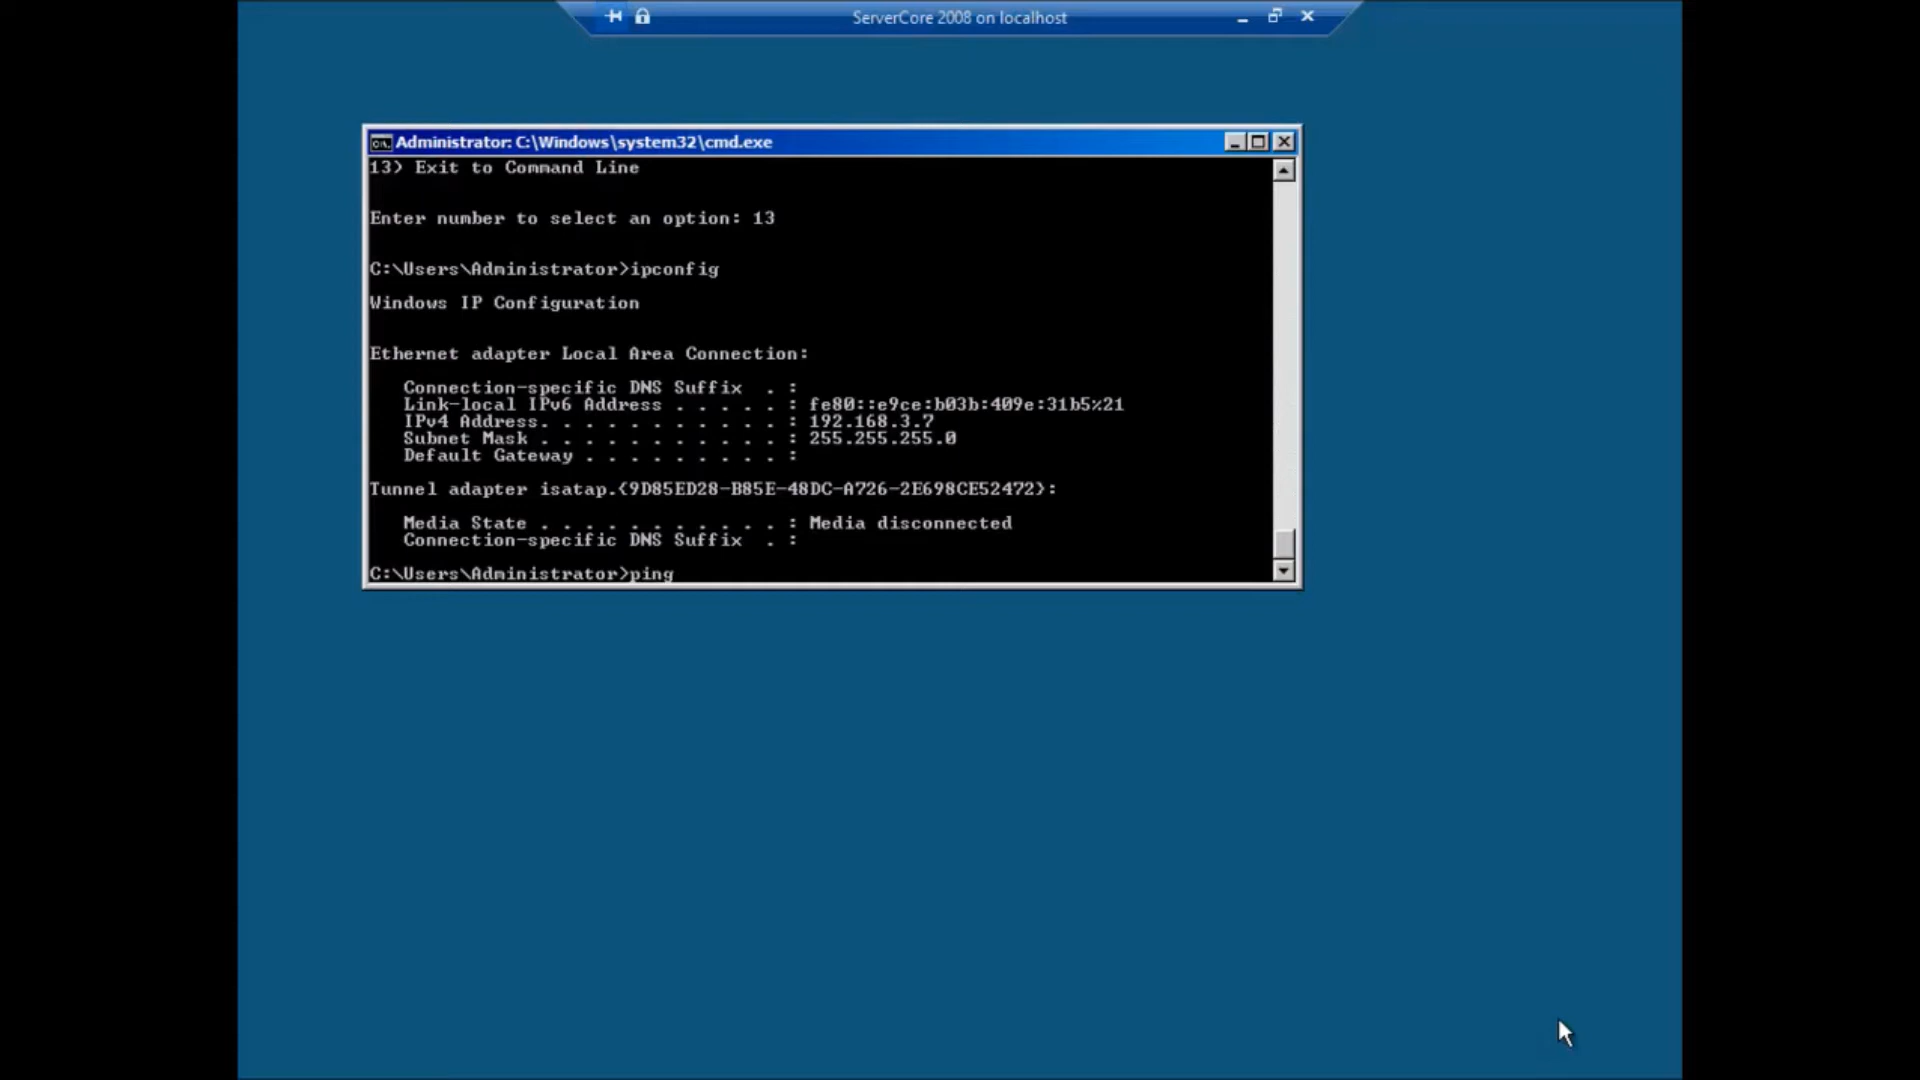 ServerCore 2008 on localhost
Administrator: C:\Windows\system32\cmd.exe
13) Exit to Command Line
Enter number to select an option: 13
C:\Users\Administrator>ipconfig
Windows IP Configuration
Ethernet adapter Local Area Connection:
Connection-specific DNS Suffix  . :
Link-local IPv6 Address . . . . . : fe80::e9ce:b03b:409e:31b5%21
IPv4 Address. . . . . . . . . . . : 192.168.3.7
Subnet Mask . . . . . . . . . . . : 255.255.255.0
Default Gateway . . . . . . . . . :
Tunnel adapter isatap.{9D85ED28-B85E-48DC-A726-2E698CE52472}:
Media State . . . . . . . . . . . : Media disconnected
Connection-specific DNS Suffix  . :
C:\Users\Administrator>ping